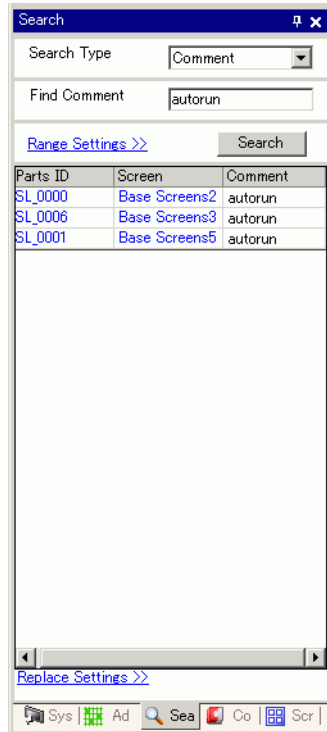 Search
Search Type Comment
Find Comment autorun
Range Settings >> Search
Parts ID Screen Comment
SL_0000 Base Screens2 autorun
SL_0006 Base Screens3 autorun
SL_0001 Base Screens5 autorun
Replace Settings >>
Sys Ad Sea Co Scr